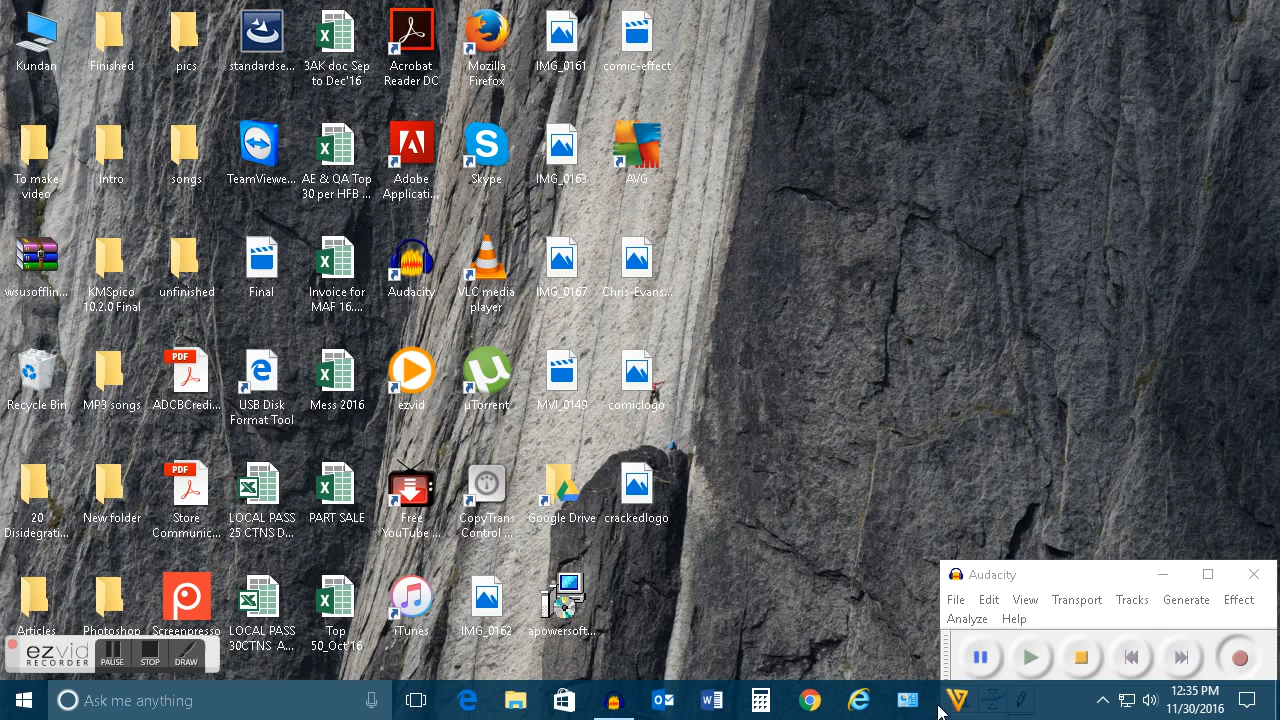 Kundan
Finished
pics
standardse...
3AK doc Sep
to Dec'16
Acrobat
Reader DC
Mozilla
Firefox
IMG_0161
comic-effect
To make
video
Intro
songs
TeamViewe...
AE & QA Top
30 per HFB ...
Adobe
Applicati...
Skype
IMG_0163
AVG
wsusofflin...
KMSpico
10.2.0 Final
unfinished
Final
Invoice for
MAF 16....
Audacity
VLC media
player
IMG_0167
Chris-Evans...
Recycle Bin
MP3 songs
PDF
ADCBCredi...
USB Disk
Format Tool
Mess 2016
ezvid
µTorrent
MVI_0149
comiclogo
20
Disidegrati...
New folder
PDF
Store
Communic...
LOCAL PASS
25 CTNS D...
PART SALE
Free
YouTube ...
CopyTrans
Control ...
Google Drive
crackedlogo
Articles
Photoshop
Screenpresso
LOCAL PASS
30CTNS A...
Top
50_Oct'16
iTunes
IMG_0162
apowersoft...
Audacity
File Edit View Transport Tracks Generate Effect
Analyze Help
ezvid
RECORDER
PAUSE STOP DRAW
Ask me anything
12:35 PM
11/30/2016